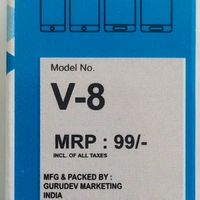 Model No.
V-8
MRP : 99/-
INCL. OF ALL TAXES
MFG & PACKED BY :
GURUDEV MARKETING
INDIA